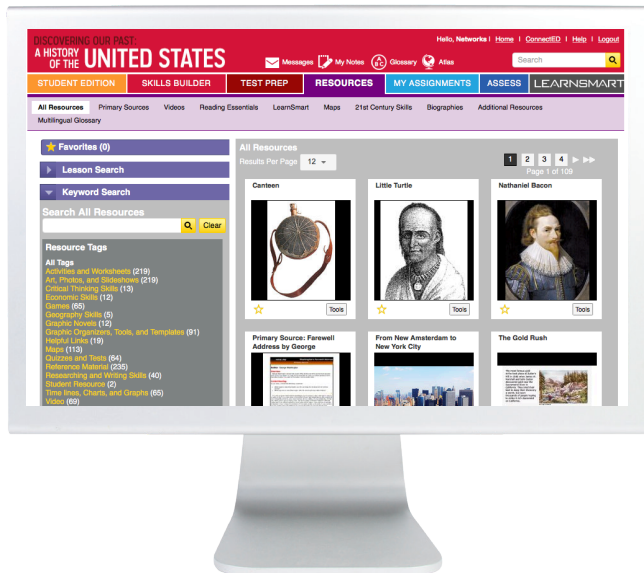 DISCOVERING OUR PAST:
A HISTORY OF THE UNITED STATES
Hello, Networks | Home | ConnectED | Help | Logout
Messages My Notes Glossary Atlas Search
STUDENT EDITION SKILLS BUILDER TEST PREP RESOURCES MY ASSIGNMENTS ASSESS LEARNSMART
All Resources Primary Sources Videos Reading Essentials LearnSmart Maps 21st Century Skills Biographies Additional Resources
Multilingual Glossary
Favorites (0)
Lesson Search
Keyword Search
Search All Resources
Clear
Resource Tags
All Tags
Activities and Worksheets (219)
Art, Photos, and Slideshows (219)
Critical Thinking Skills (13)
Economic Skills (12)
Games (65)
Geography Skills (5)
Graphic Novels (12)
Graphic Organizers, Tools, and Templates (91)
Helpful Links (19)
Maps (113)
Quizzes and Tests (64)
Reference Material (235)
Researching and Writing Skills (40)
Student Resource (2)
Time lines, Charts, and Graphs (65)
Video (69)
All Resources
Results Per Page 12
1 2 3 4
Page 1 of 109
Canteen
Tools
Little Turtle
Tools
Nathaniel Bacon
Tools
Primary Source: Farewell
Address by George
From New Amsterdam to
New York City
The Gold Rush